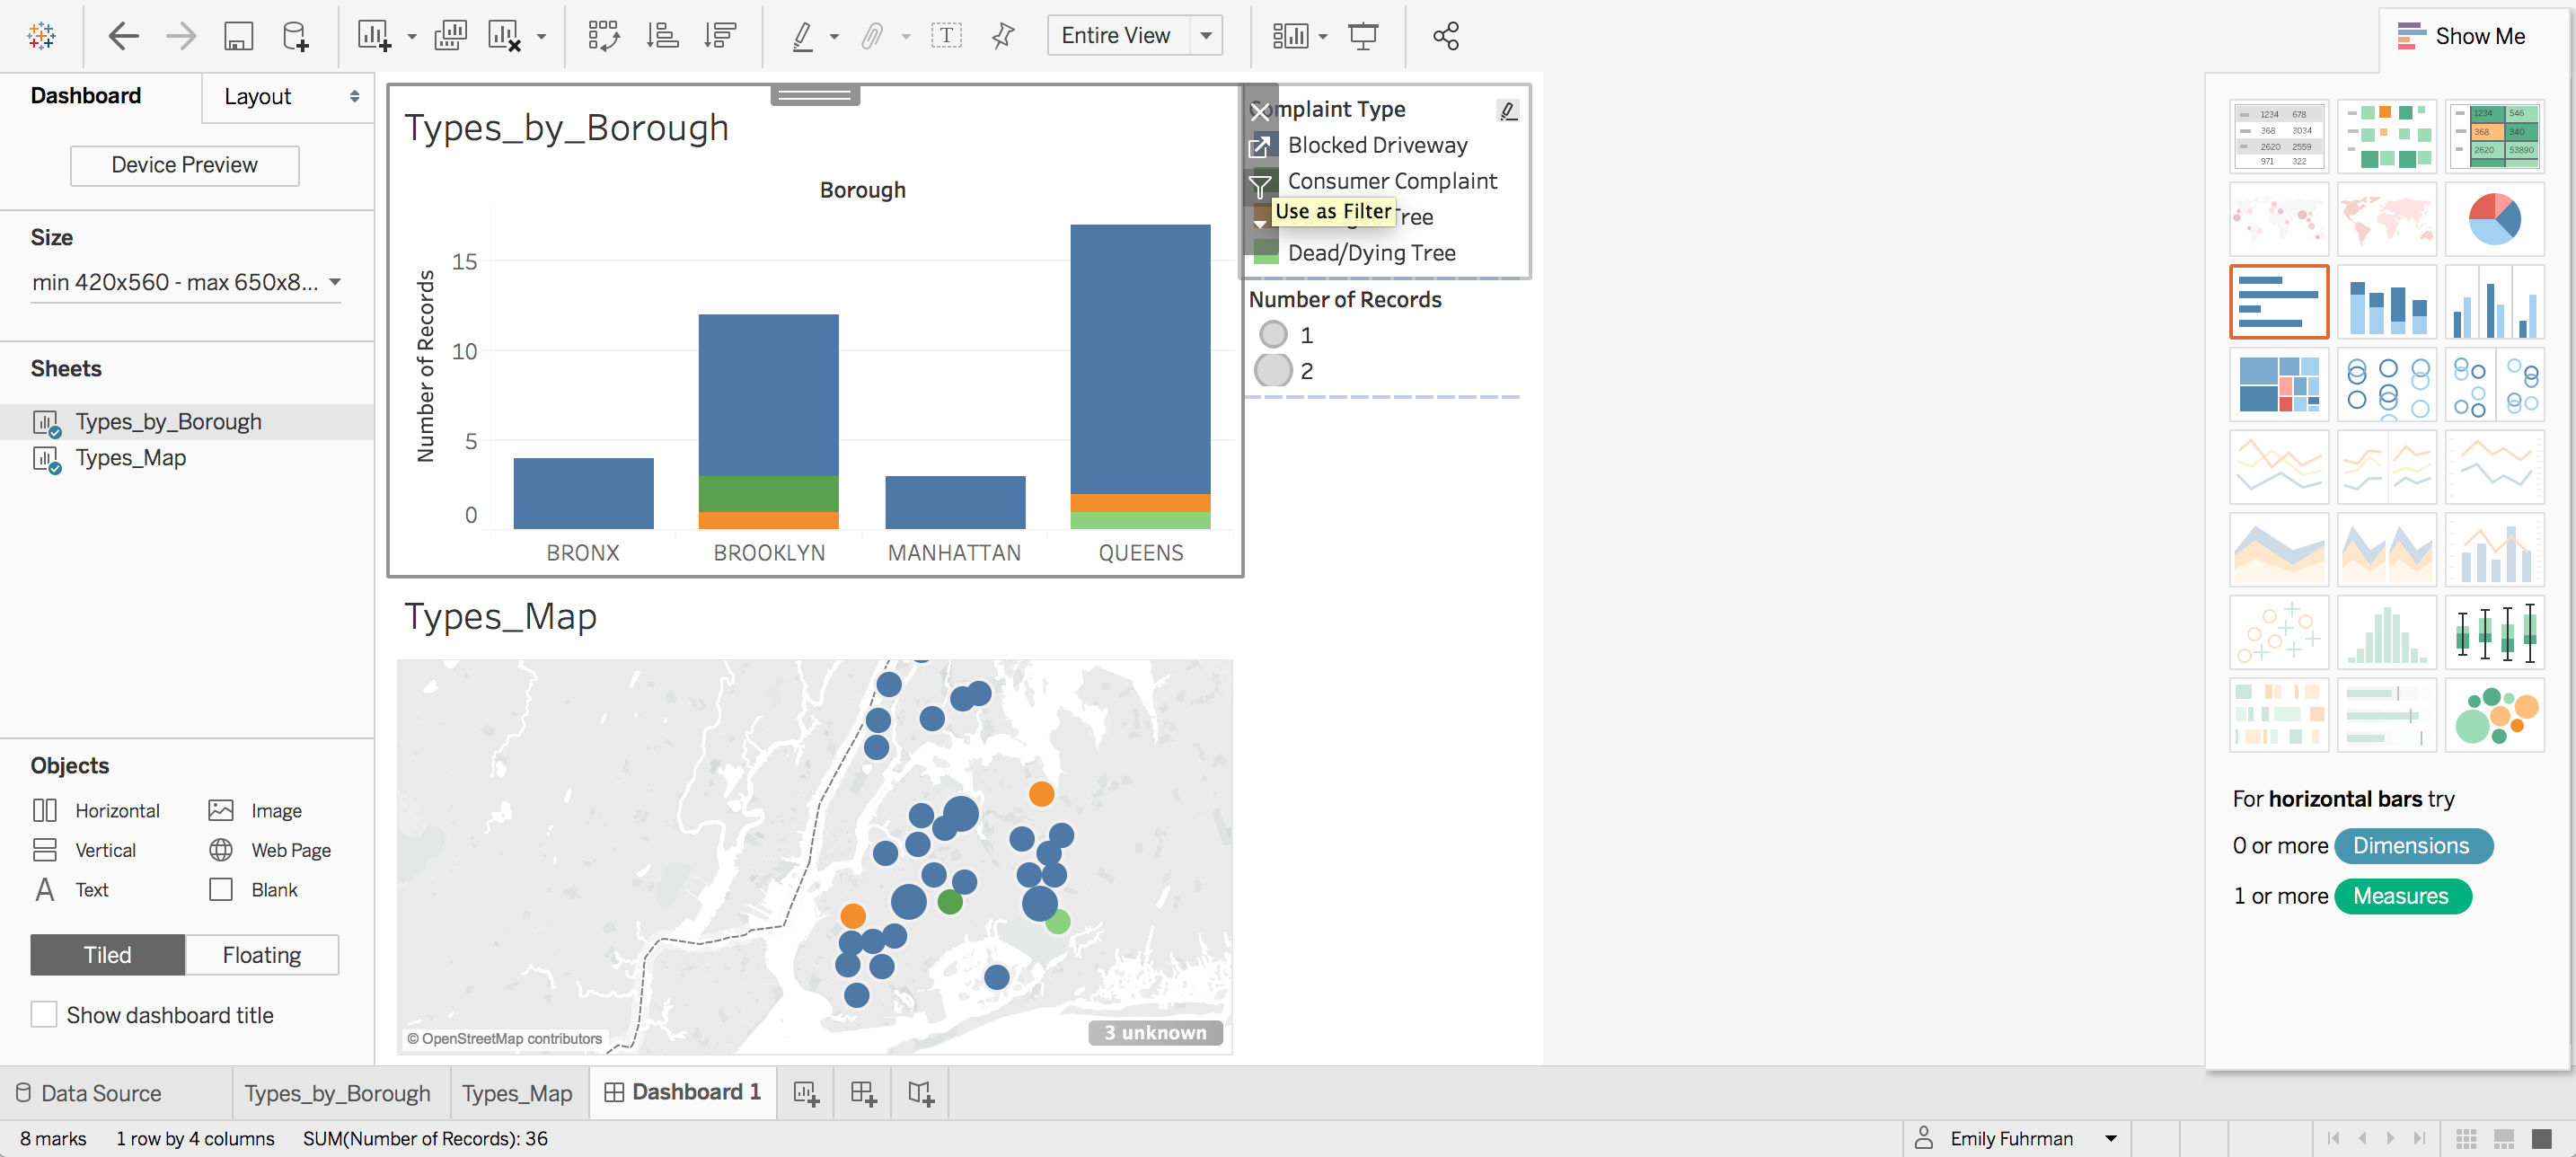 Entire View
Show Me
Dashboard
Layout
Device Preview
Size
min 420x560 - max 650x8...
Sheets
Types_by_Borough
Types_Map
Objects
Horizontal
Image
Vertical
Web Page
Text
Blank
Tiled
Floating
Show dashboard title
Types_by_Borough
Borough
Number of Records
15
10
5
0
BRONX
BROOKLYN
MANHATTAN
QUEENS
Types_Map
© OpenStreetMap contributors
3 unknown
omplaint Type
Blocked Driveway
Consumer Complaint
Use as Filter
ree
Dead/Dying Tree
Number of Records
1
2
1234 678
368 3034
2620 2559
971 322
1234 546
368 340
2620 53890
For horizontal bars try
0 or more Dimensions
1 or more Measures
Data Source
Types_by_Borough
Types_Map
Dashboard 1
8 marks
1 row by 4 columns
SUM(Number of Records): 36
Emily Fuhrman